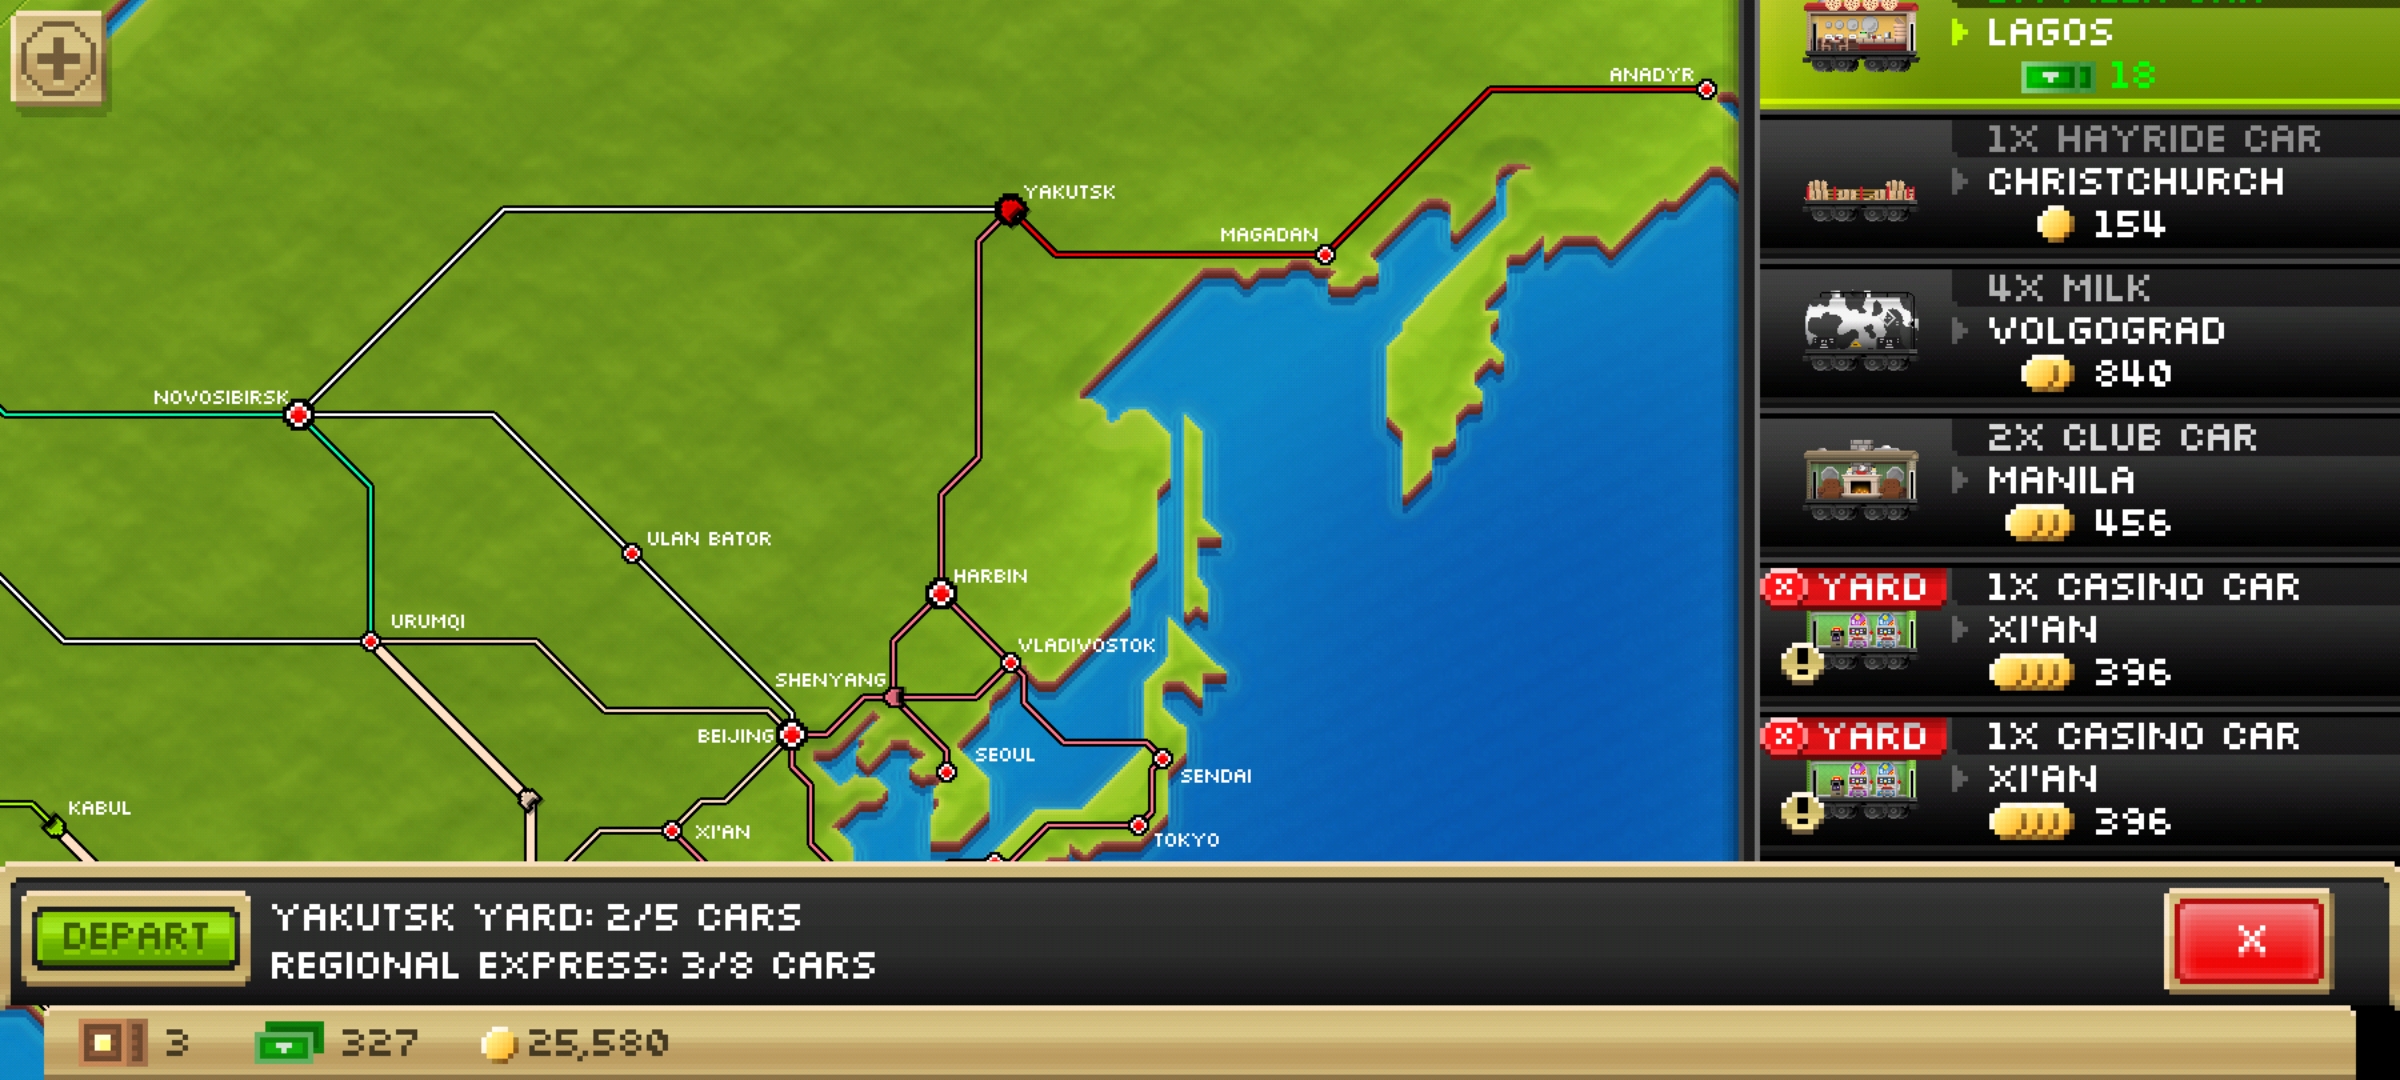 ANADYR
YAKUTSK
MAGADAN
NOVOSIBIRSK
ULAN BATOR
HARBIN
URUMQI
VLADIVOSTOK
SHENYANG
BEIJING
SEOUL
SENDAI
KABUL
XI'AN
TOKYO
LAGOS
18
1X HAYRIDE CAR
CHRISTCHURCH
154
4X MILK
VOLGOGRAD
840
2X CLUB CAR
MANILA
456
X YARD
1X CASINO CAR
XI'AN
396
X YARD
1X CASINO CAR
XI'AN
396
DEPART
YAKUTSK YARD: 2/5 CARS
REGIONAL EXPRESS: 3/8 CARS
X
3
327
25,580